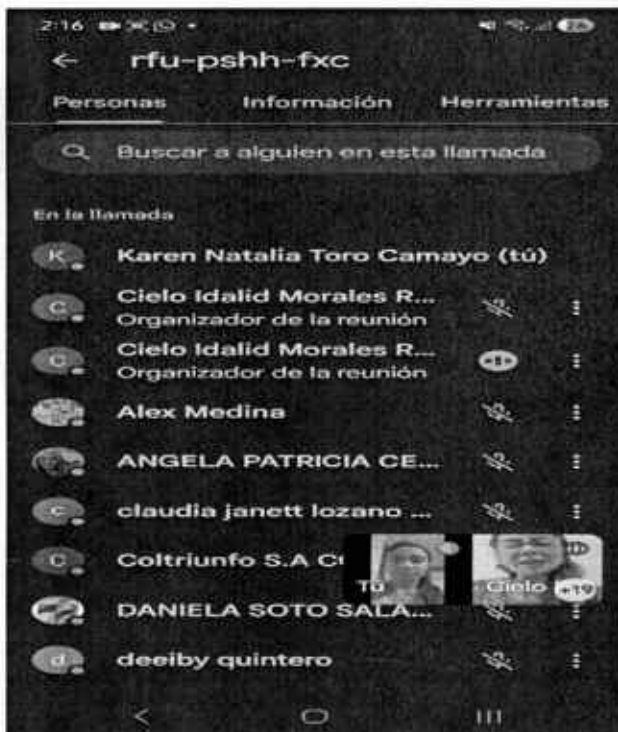 2:16
rfu-pshh-fxc
Personas Información Herramientas
Buscar a alguien en esta llamada
En la llamada
K Karen Natalia Toro Camayo (tú)
C Cielo Idalid Morales R...
Organizador de la reunión
C Cielo Idalid Morales R...
Organizador de la reunión
Alex Medina
ANGELA PATRICIA CE...
c claudia janett lozano ...
C Coltriunfo S.A
Tú Cielo +19
DANIELA SOTO SALA...
d deeiby quintero